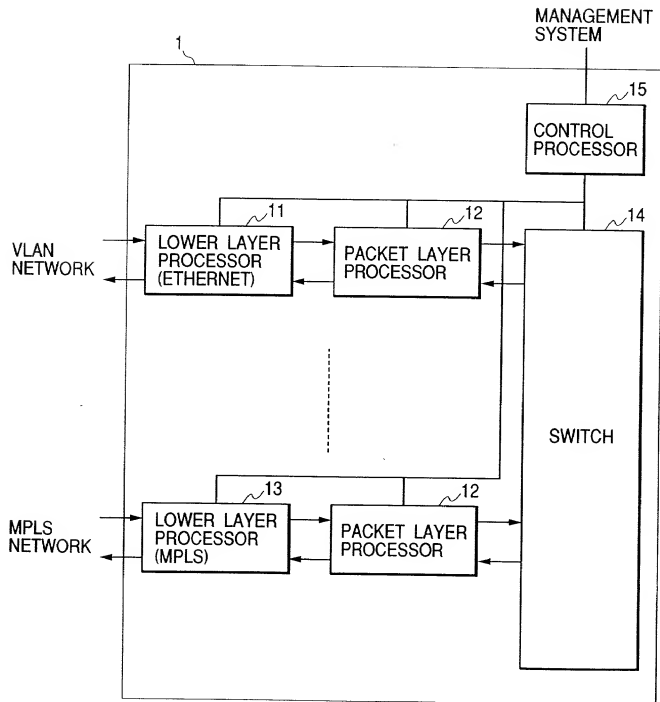 MANAGEMENT
SYSTEM
1
15
CONTROL
PROCESSOR
11
12
14
VLAN
NETWORK
LOWER LAYER
PROCESSOR
(ETHERNET)
PACKET LAYER
PROCESSOR
SWITCH
13
12
MPLS
NETWORK
LOWER LAYER
PROCESSOR
(MPLS)
PACKET LAYER
PROCESSOR